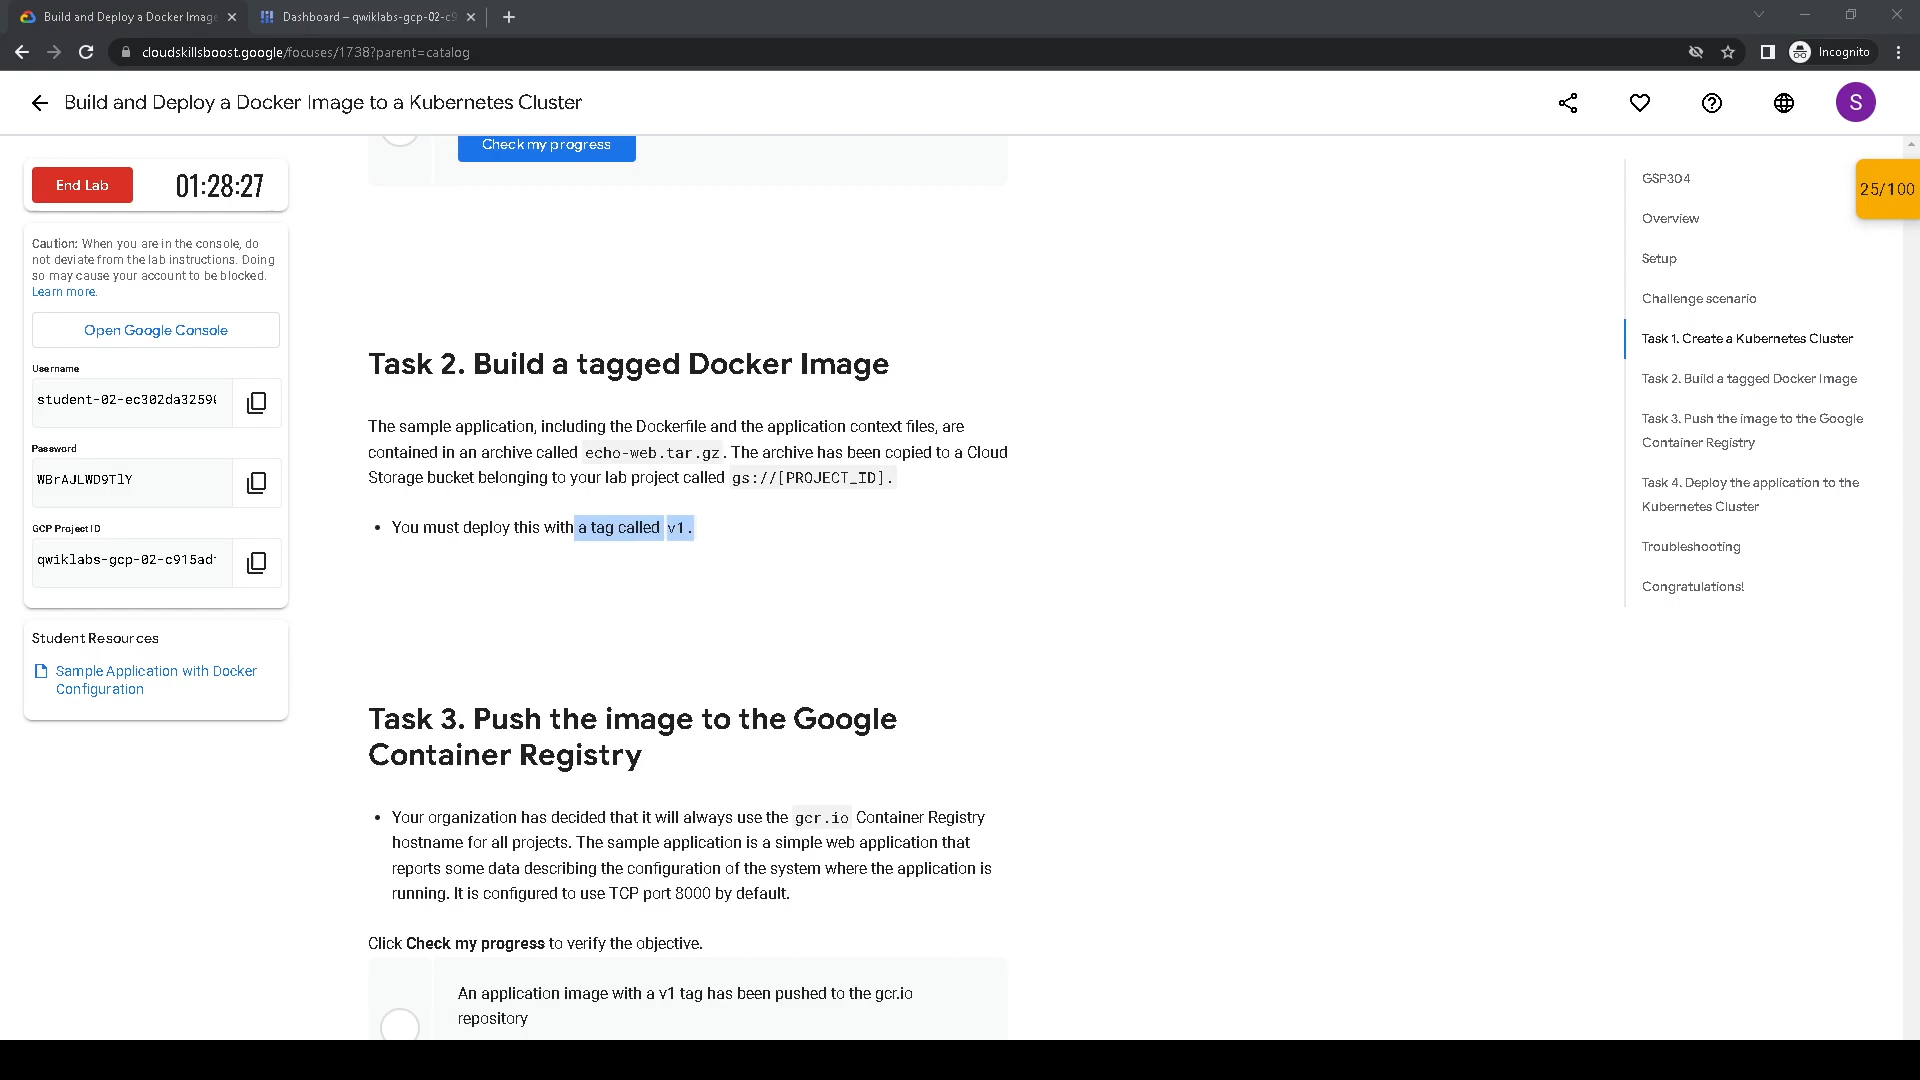 Build and Deploy a Docker Image
Dashboard – qwiklabs-gcp-02-c9
cloudskillsboost.google/focuses/1738?parent=catalog
Incognito
Build and Deploy a Docker Image to a Kubernetes Cluster
S
End Lab
01:28:27
Caution: When you are in the console, do
not deviate from the lab instructions. Doing
so may cause your account to be blocked.
Learn more.
Open Google Console
Username
student-02-ec302da3259
Password
WBrAJLWD9TlY
GCP Project ID
qwiklabs-gcp-02-c915ad
Student Resources
Sample Application with Docker
Configuration
Check my progress
Task 2. Build a tagged Docker Image
The sample application, including the Dockerfile and the application context files, are
contained in an archive called echo-web.tar.gz. The archive has been copied to a Cloud
Storage bucket belonging to your lab project called gs://[PROJECT_ID].
• You must deploy this with a tag called v1.
Task 3. Push the image to the Google
Container Registry
• Your organization has decided that it will always use the gcr.io Container Registry
hostname for all projects. The sample application is a simple web application that
reports some data describing the configuration of the system where the application is
running. It is configured to use TCP port 8000 by default.
Click Check my progress to verify the objective.
An application image with a v1 tag has been pushed to the gcr.io
repository
GSP304
Overview
Setup
Challenge scenario
Task 1. Create a Kubernetes Cluster
Task 2. Build a tagged Docker Image
Task 3. Push the image to the Google
Container Registry
Task 4. Deploy the application to the
Kubernetes Cluster
Troubleshooting
Congratulations!
25/100